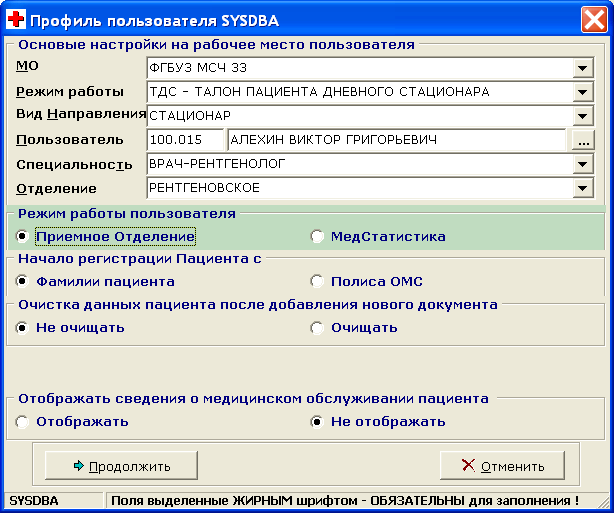 Профиль пользователя SYSDBA
Основые настройки на рабочее место пользователя
МО ФГБУЗ МСЧ 33
Режим работы ТДС - ТАЛОН ПАЦИЕНТА ДНЕВНОГО СТАЦИОНАРА
Вид Направления СТАЦИОНАР
Пользователь 100.015 АЛЕХИН ВИКТОР ГРИГОРЬЕВИЧ ...
Специальность ВРАЧ-РЕНТГЕНОЛОГ
Отделение РЕНТГЕНОВСКОЕ
Режим работы пользователя
Приемное Отделение МедСтатистика
Начало регистрации Пациента с
Фамилии пациента Полиса ОМС
Очистка данных пациента после добавления нового документа
Не очищать Очищать
Отображать сведения о медицинском обслуживании пациента
Отображать Не отображать
Продолжить Отменить
SYSDBA Поля выделенные ЖИРНЫМ шрифтом - ОБЯЗАТЕЛЬНЫ для заполнения !